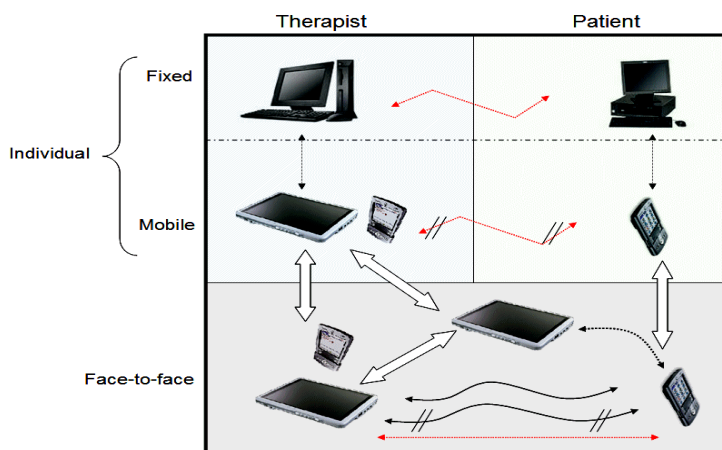 Therapist
Patient
Fixed
Individual
Mobile
Face-to-face